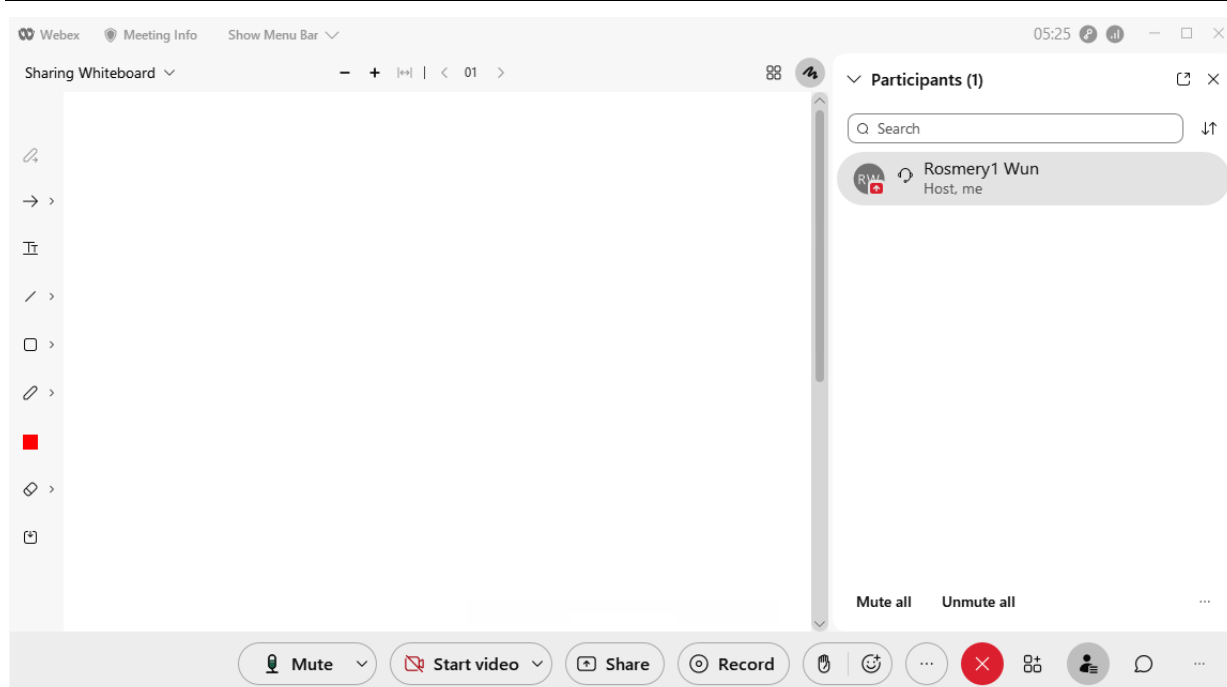 Webex Meeting Info Show Menu Bar 05:25
Sharing Whiteboard 01
Participants (1)
Search
RW Rosmery1 Wun
Host, me
Mute all Unmute all
Mute Start video Share Record